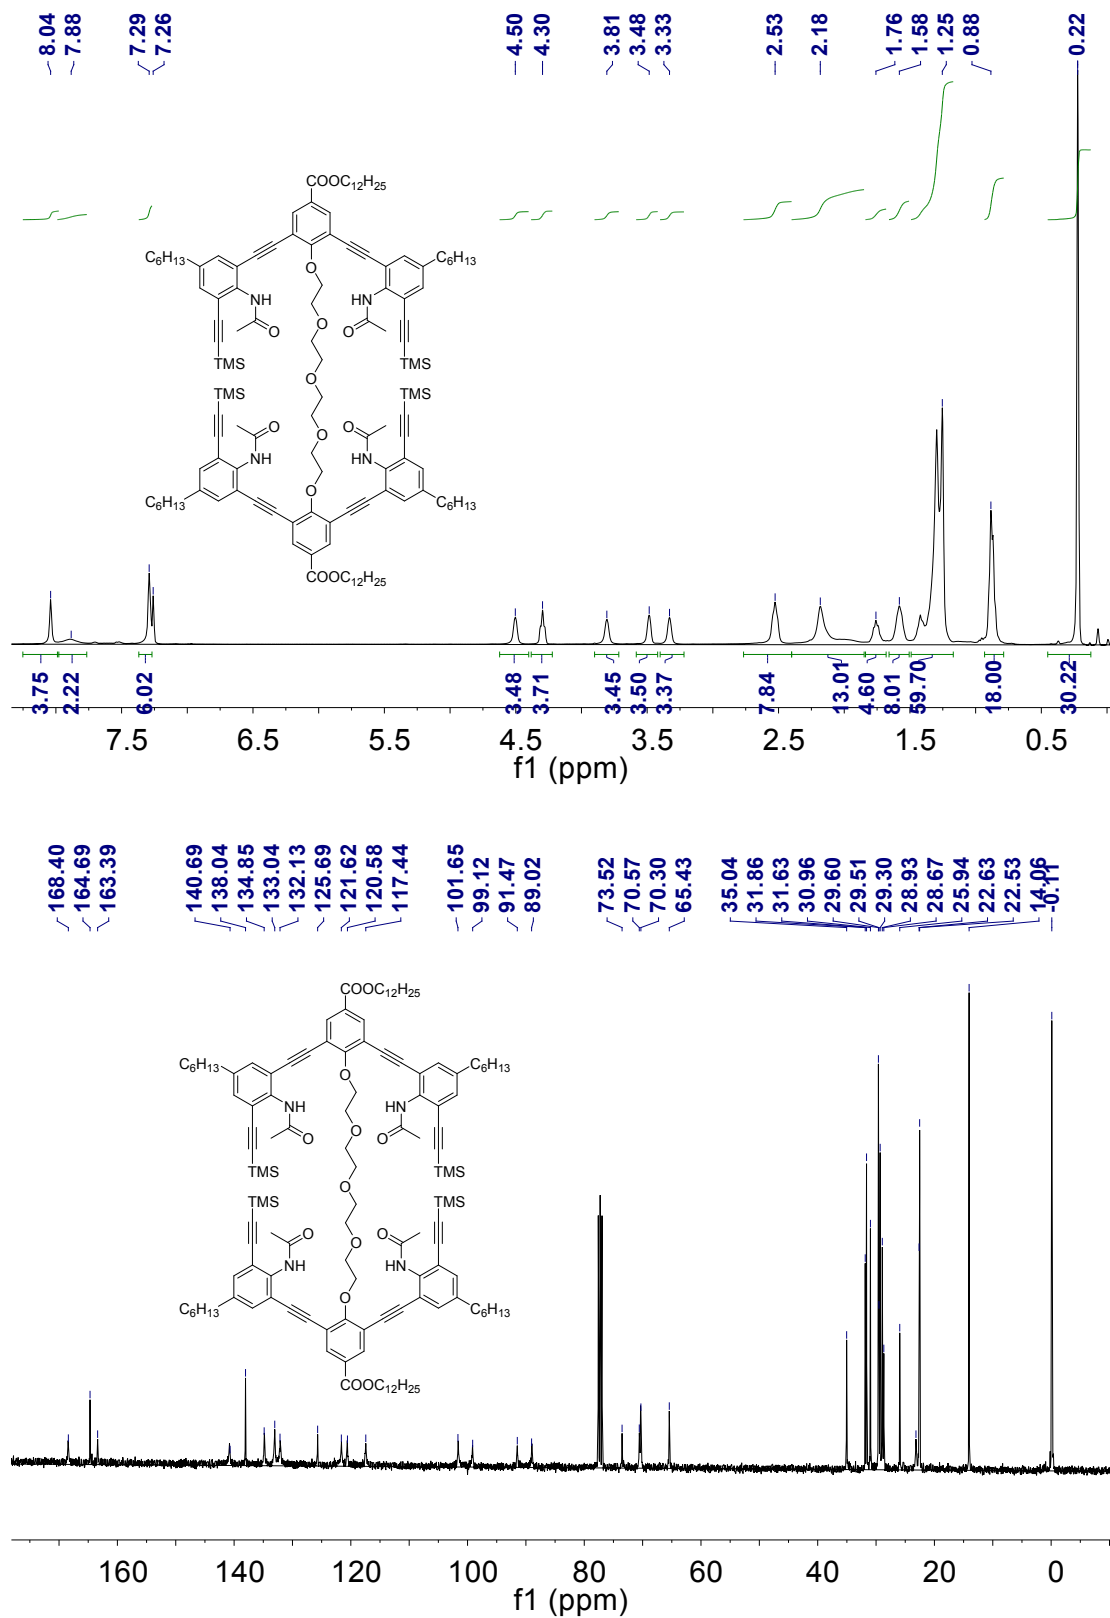 8.04
7.88
7.29
7.26
4.50
4.30
3.81
3.48
3.33
2.53
2.18
1.76
1.58
1.25
0.88
0.22
COOC12H25
C6H13
C6H13
O
NH
HN
O
O
O
TMS
TMS
O
TMS
TMS
O
O
O
NH
HN
O
C6H13
C6H13
COOC12H25
3.75
2.22
6.02
3.48
3.71
3.45
3.50
3.37
7.84
13.01
4.60
8.01
59.70
18.00
30.22
7.5 6.5 5.5 4.5 3.5 2.5 1.5 0.5
f1 (ppm)
168.40
164.69
163.39
140.69
138.04
134.85
133.04
132.13
125.69
121.62
120.58
117.44
101.65
99.12
91.47
89.02
73.52
70.57
70.30
65.43
35.04
31.86
31.63
30.96
29.60
29.51
29.30
28.93
28.67
25.94
22.63
22.53
14.06
-0.11
COOC12H25
C6H13
C6H13
O
NH
HN
O
O
O
TMS
TMS
O
TMS
TMS
O
O
O
NH
HN
O
C6H13
C6H13
COOC12H25
160 140 120 100 80 60 40 20 0
f1 (ppm)